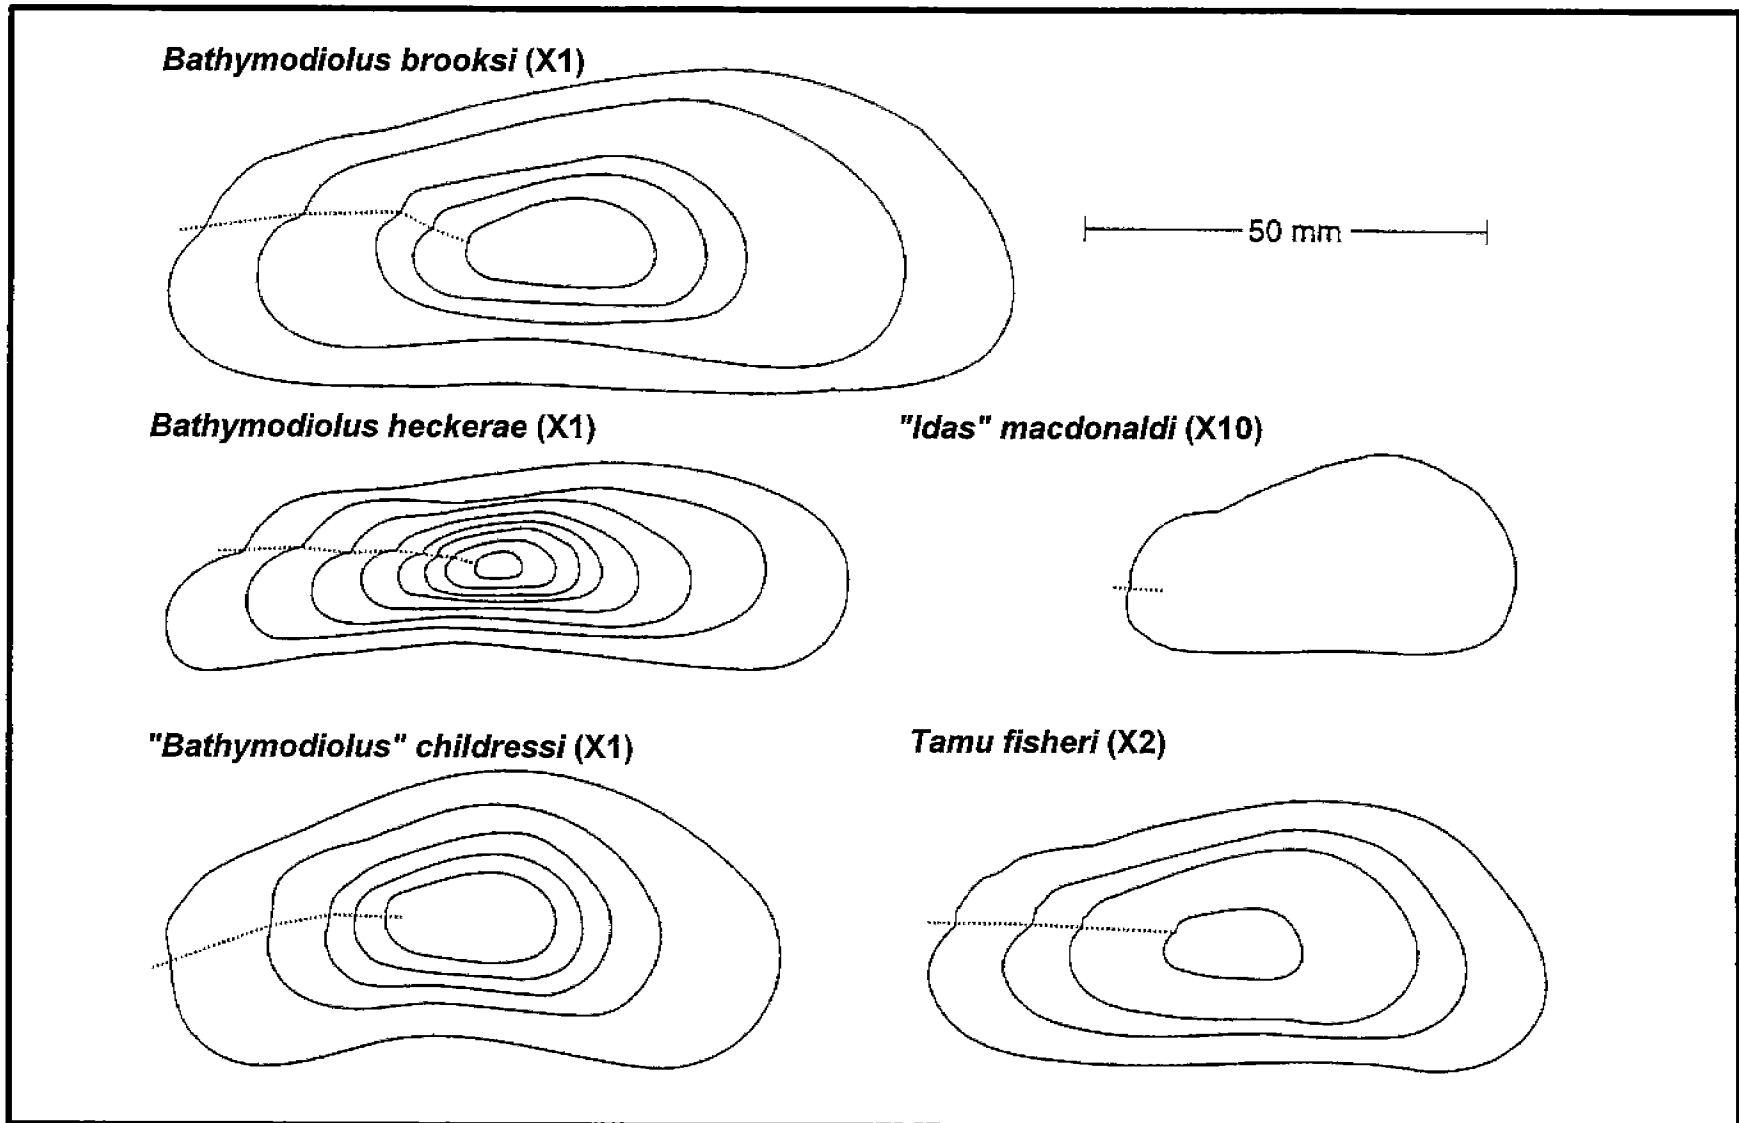 Bathymodiolus brooksi (X1)
50 mm
Bathymodiolus heckerae (X1)
"Idas" macdonaldi (X10)
"Bathymodiolus" childressi (X1)
Tamu fisheri (X2)